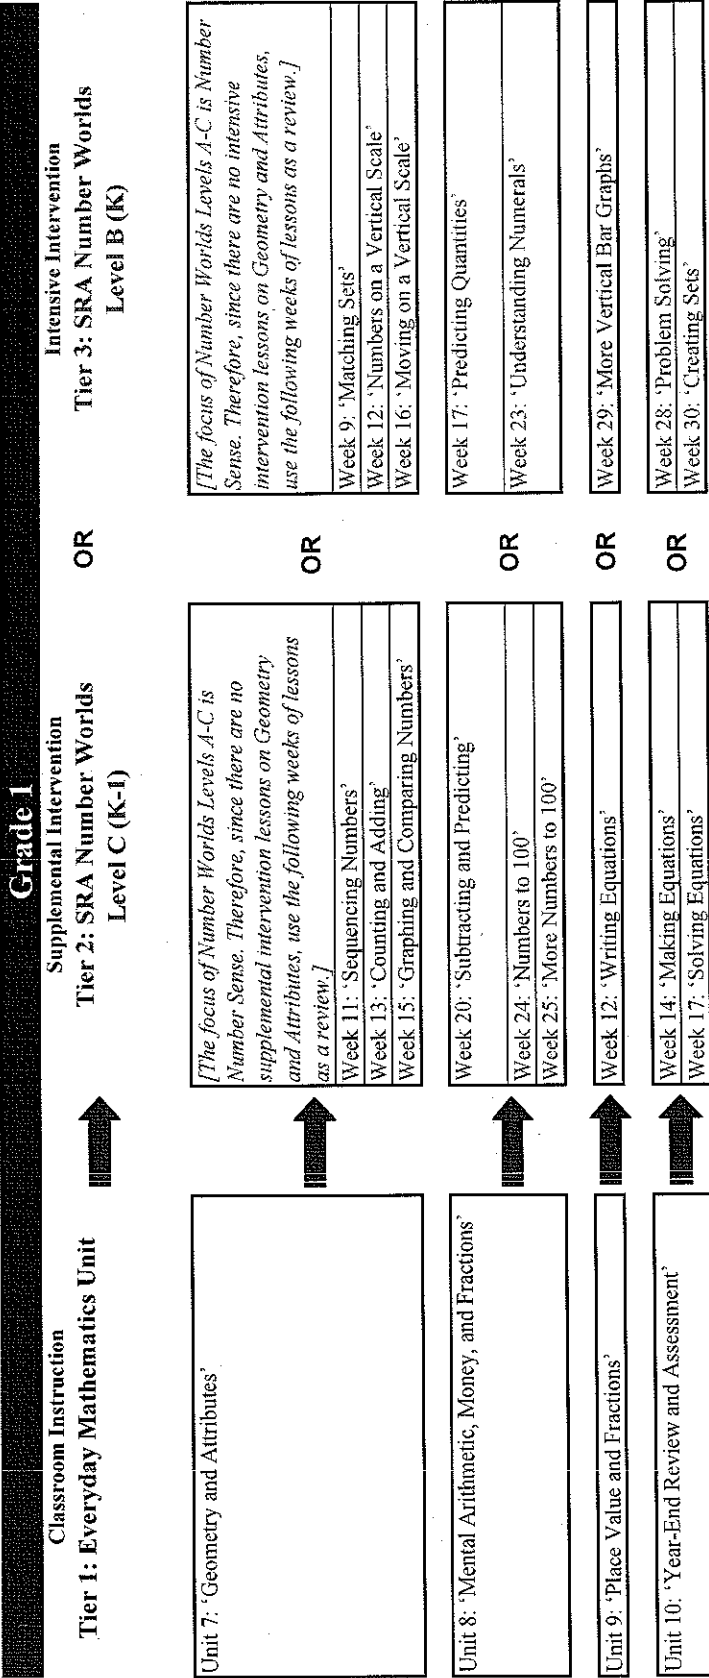 Grade 1
Classroom Instruction
Tier 1: Everyday Mathematics Unit
Supplemental Intervention
Tier 2: SRA Number Worlds
Level C (K-1)
OR
Intensive Intervention
Tier 3: SRA Number Worlds
Level B (K)
Unit 7: ‘Geometry and Attributes’
[The focus of Number Worlds Levels A-C is
Number Sense. Therefore, since there are no
supplemental intervention lessons on Geometry
and Attributes, use the following weeks of lessons
as a review.]
Week 11: ‘Sequencing Numbers’
Week 13: ‘Counting and Adding’
Week 15: ‘Graphing and Comparing Numbers’
OR
[The focus of Number Worlds Levels A-C is Number
Sense. Therefore, since there are no intensive
intervention lessons on Geometry and Attributes,
use the following weeks of lessons as a review.]
Week 9: ‘Matching Sets’
Week 12: ‘Numbers on a Vertical Scale’
Week 16: ‘Moving on a Vertical Scale’
Unit 8: ‘Mental Arithmetic, Money, and Fractions’
Week 20: ‘Subtracting and Predicting’
Week 24: ‘Numbers to 100’
Week 25: ‘More Numbers to 100’
OR
Week 17: ‘Predicting Quantities’
Week 23: ‘Understanding Numerals’
Unit 9: ‘Place Value and Fractions’
Week 12: ‘Writing Equations’
OR
Week 29: ‘More Vertical Bar Graphs’
Unit 10: ‘Year-End Review and Assessment’
Week 14: ‘Making Equations’
Week 17: ‘Solving Equations’
OR
Week 28: ‘Problem Solving’
Week 30: ‘Creating Sets’